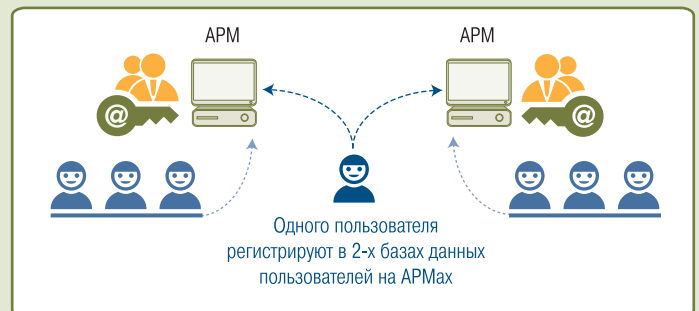 АРМ
АРМ
@
@
Одного пользователя
регистрируют в 2-х базах данных
пользователей на АРМах